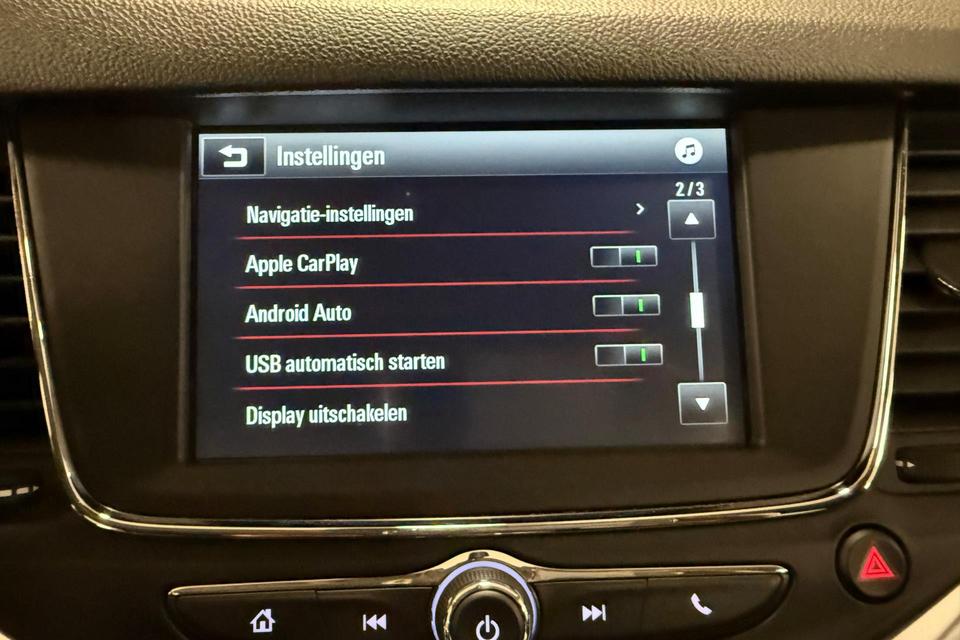 Instellingen
2/3
Navigatie-instellingen
Apple CarPlay
Android Auto
USB automatisch starten
Display uitschakelen